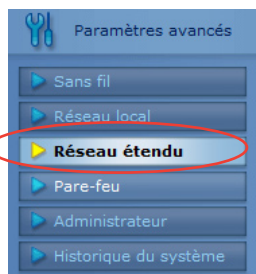 Paramètres avancés
Sans fil
Réseau local
Réseau étendu
Pare-feu
Administrateur
Historique du système